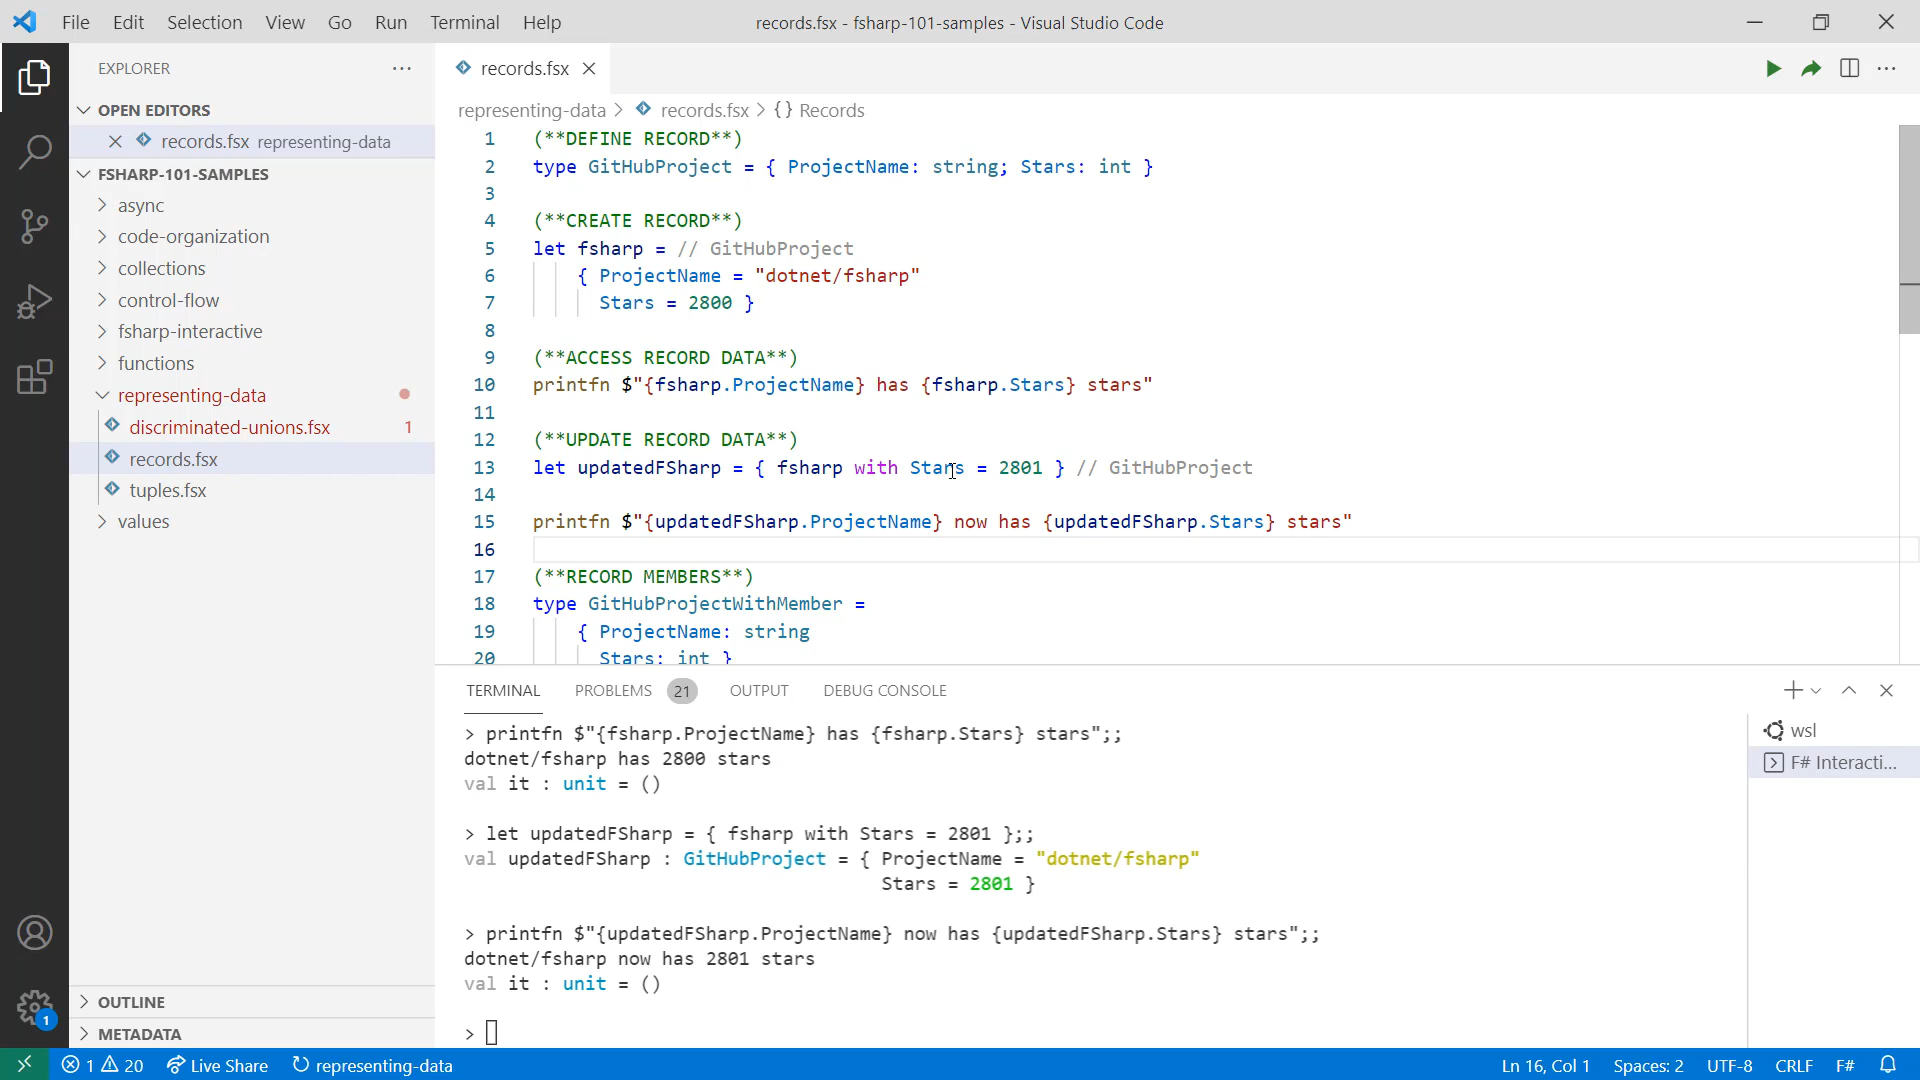 File Edit Selection View Go Run Terminal Help
records.fsx - fsharp-101-samples - Visual Studio Code
EXPLORER
OPEN EDITORS
records.fsx representing-data
FSHARP-101-SAMPLES
async
code-organization
collections
control-flow
fsharp-interactive
functions
representing-data
discriminated-unions.fsx 1
records.fsx
tuples.fsx
values
OUTLINE
METADATA
records.fsx
representing-data > records.fsx > {} Records
1 (**DEFINE RECORD**)
2 type GitHubProject = { ProjectName: string; Stars: int }
3
4 (**CREATE RECORD**)
5 let fsharp = // GitHubProject
6 { ProjectName = "dotnet/fsharp"
7 Stars = 2800 }
8
9 (**ACCESS RECORD DATA**)
10 printfn $"{fsharp.ProjectName} has {fsharp.Stars} stars"
11
12 (**UPDATE RECORD DATA**)
13 let updatedFSharp = { fsharp with Stars = 2801 } // GitHubProject
14
15 printfn $"{updatedFSharp.ProjectName} now has {updatedFSharp.Stars} stars"
16
17 (**RECORD MEMBERS**)
18 type GitHubProjectWithMember =
19 { ProjectName: string
20 Stars: int }
TERMINAL PROBLEMS 21 OUTPUT DEBUG CONSOLE
> printfn $"{fsharp.ProjectName} has {fsharp.Stars} stars";;
dotnet/fsharp has 2800 stars
val it : unit = ()
> let updatedFSharp = { fsharp with Stars = 2801 };;
val updatedFSharp : GitHubProject = { ProjectName = "dotnet/fsharp"
Stars = 2801 }
> printfn $"{updatedFSharp.ProjectName} now has {updatedFSharp.Stars} stars";;
dotnet/fsharp now has 2801 stars
val it : unit = ()
>
wsl
F# Interacti...
1
1 20 Live Share representing-data
Ln 16, Col 1 Spaces: 2 UTF-8 CRLF F#